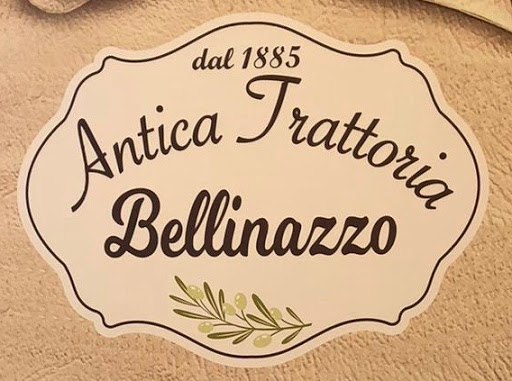 dal 1885
Antica Trattoria
Bellinazzo